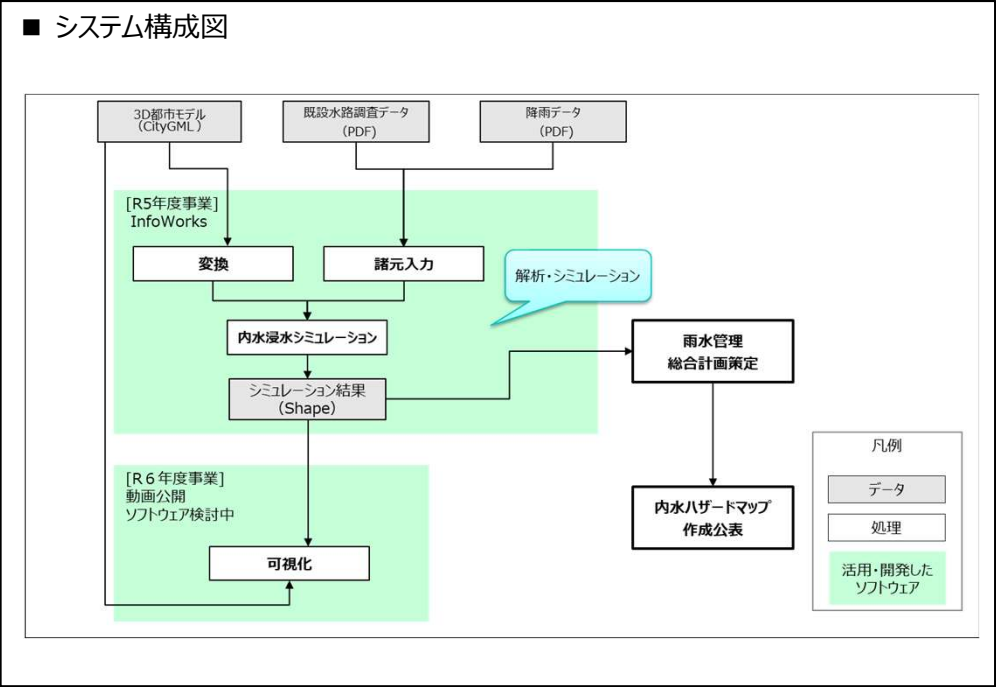 ■ システム構成図
3D都市モデル
（CityGML）
既設水路調査データ
（PDF）
降雨データ
（PDF）
[R5年度事業]
InfoWorks
変換
諸元入力
解析・シミュレーション
内水浸水シミュレーション
シミュレーション結果
（Shape）
雨水管理
総合計画策定
[R６年度事業]
動画公開
ソフトウェア検討中
可視化
内水ハザードマップ
作成公表
凡例
データ
処理
活用・開発した
ソフトウェア